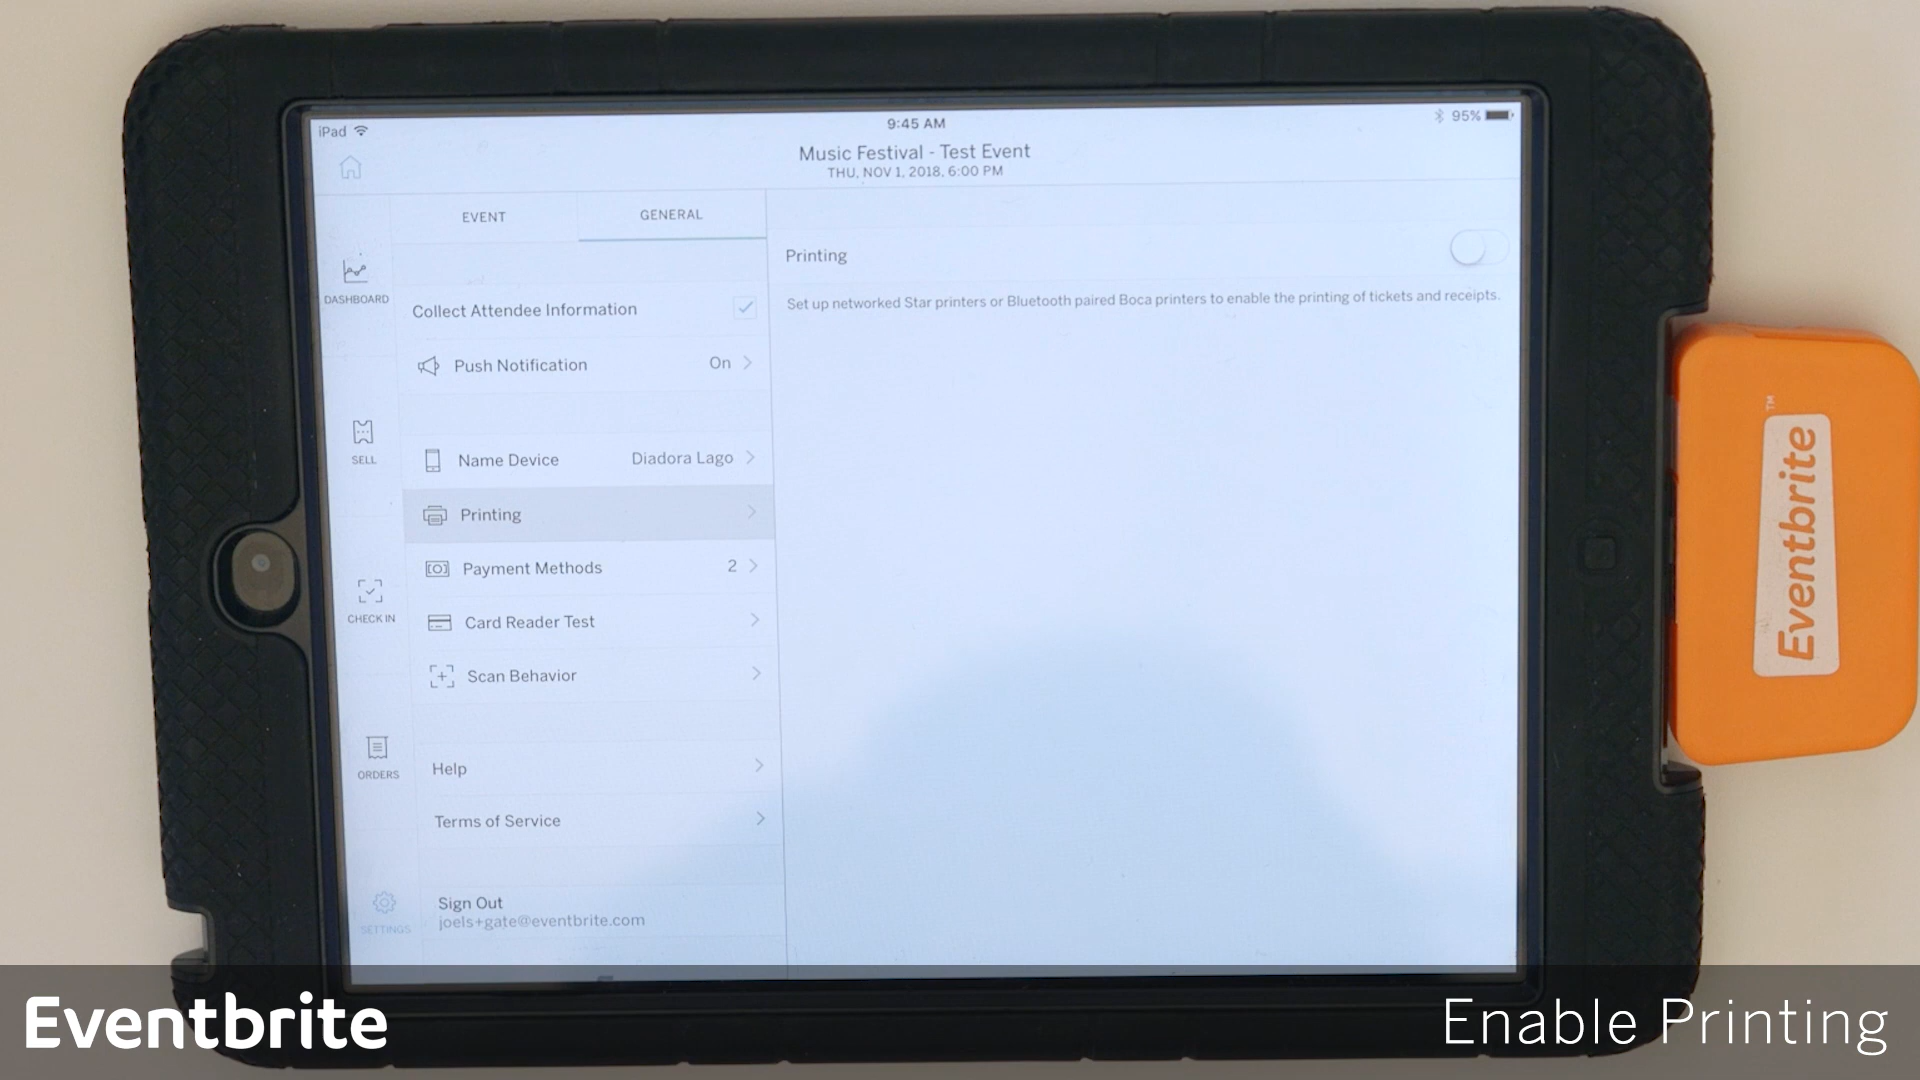 iPad
9:45 AM
95%
Music Festival - Test Event
THU, NOV 1, 2018, 6:00 PM
EVENT
GENERAL
DASHBOARD
SELL
CHECK IN
ORDERS
SETTINGS
Collect Attendee Information
Push Notification On
Name Device Diadora Lago
Printing
Payment Methods 2
Card Reader Test
Scan Behavior
Help
Terms of Service
Sign Out
joels+gate@eventbrite.com
Printing
Set up networked Star printers or Bluetooth paired Boca printers to enable the printing of tickets and receipts.
Eventbrite™
Eventbrite
Enable Printing